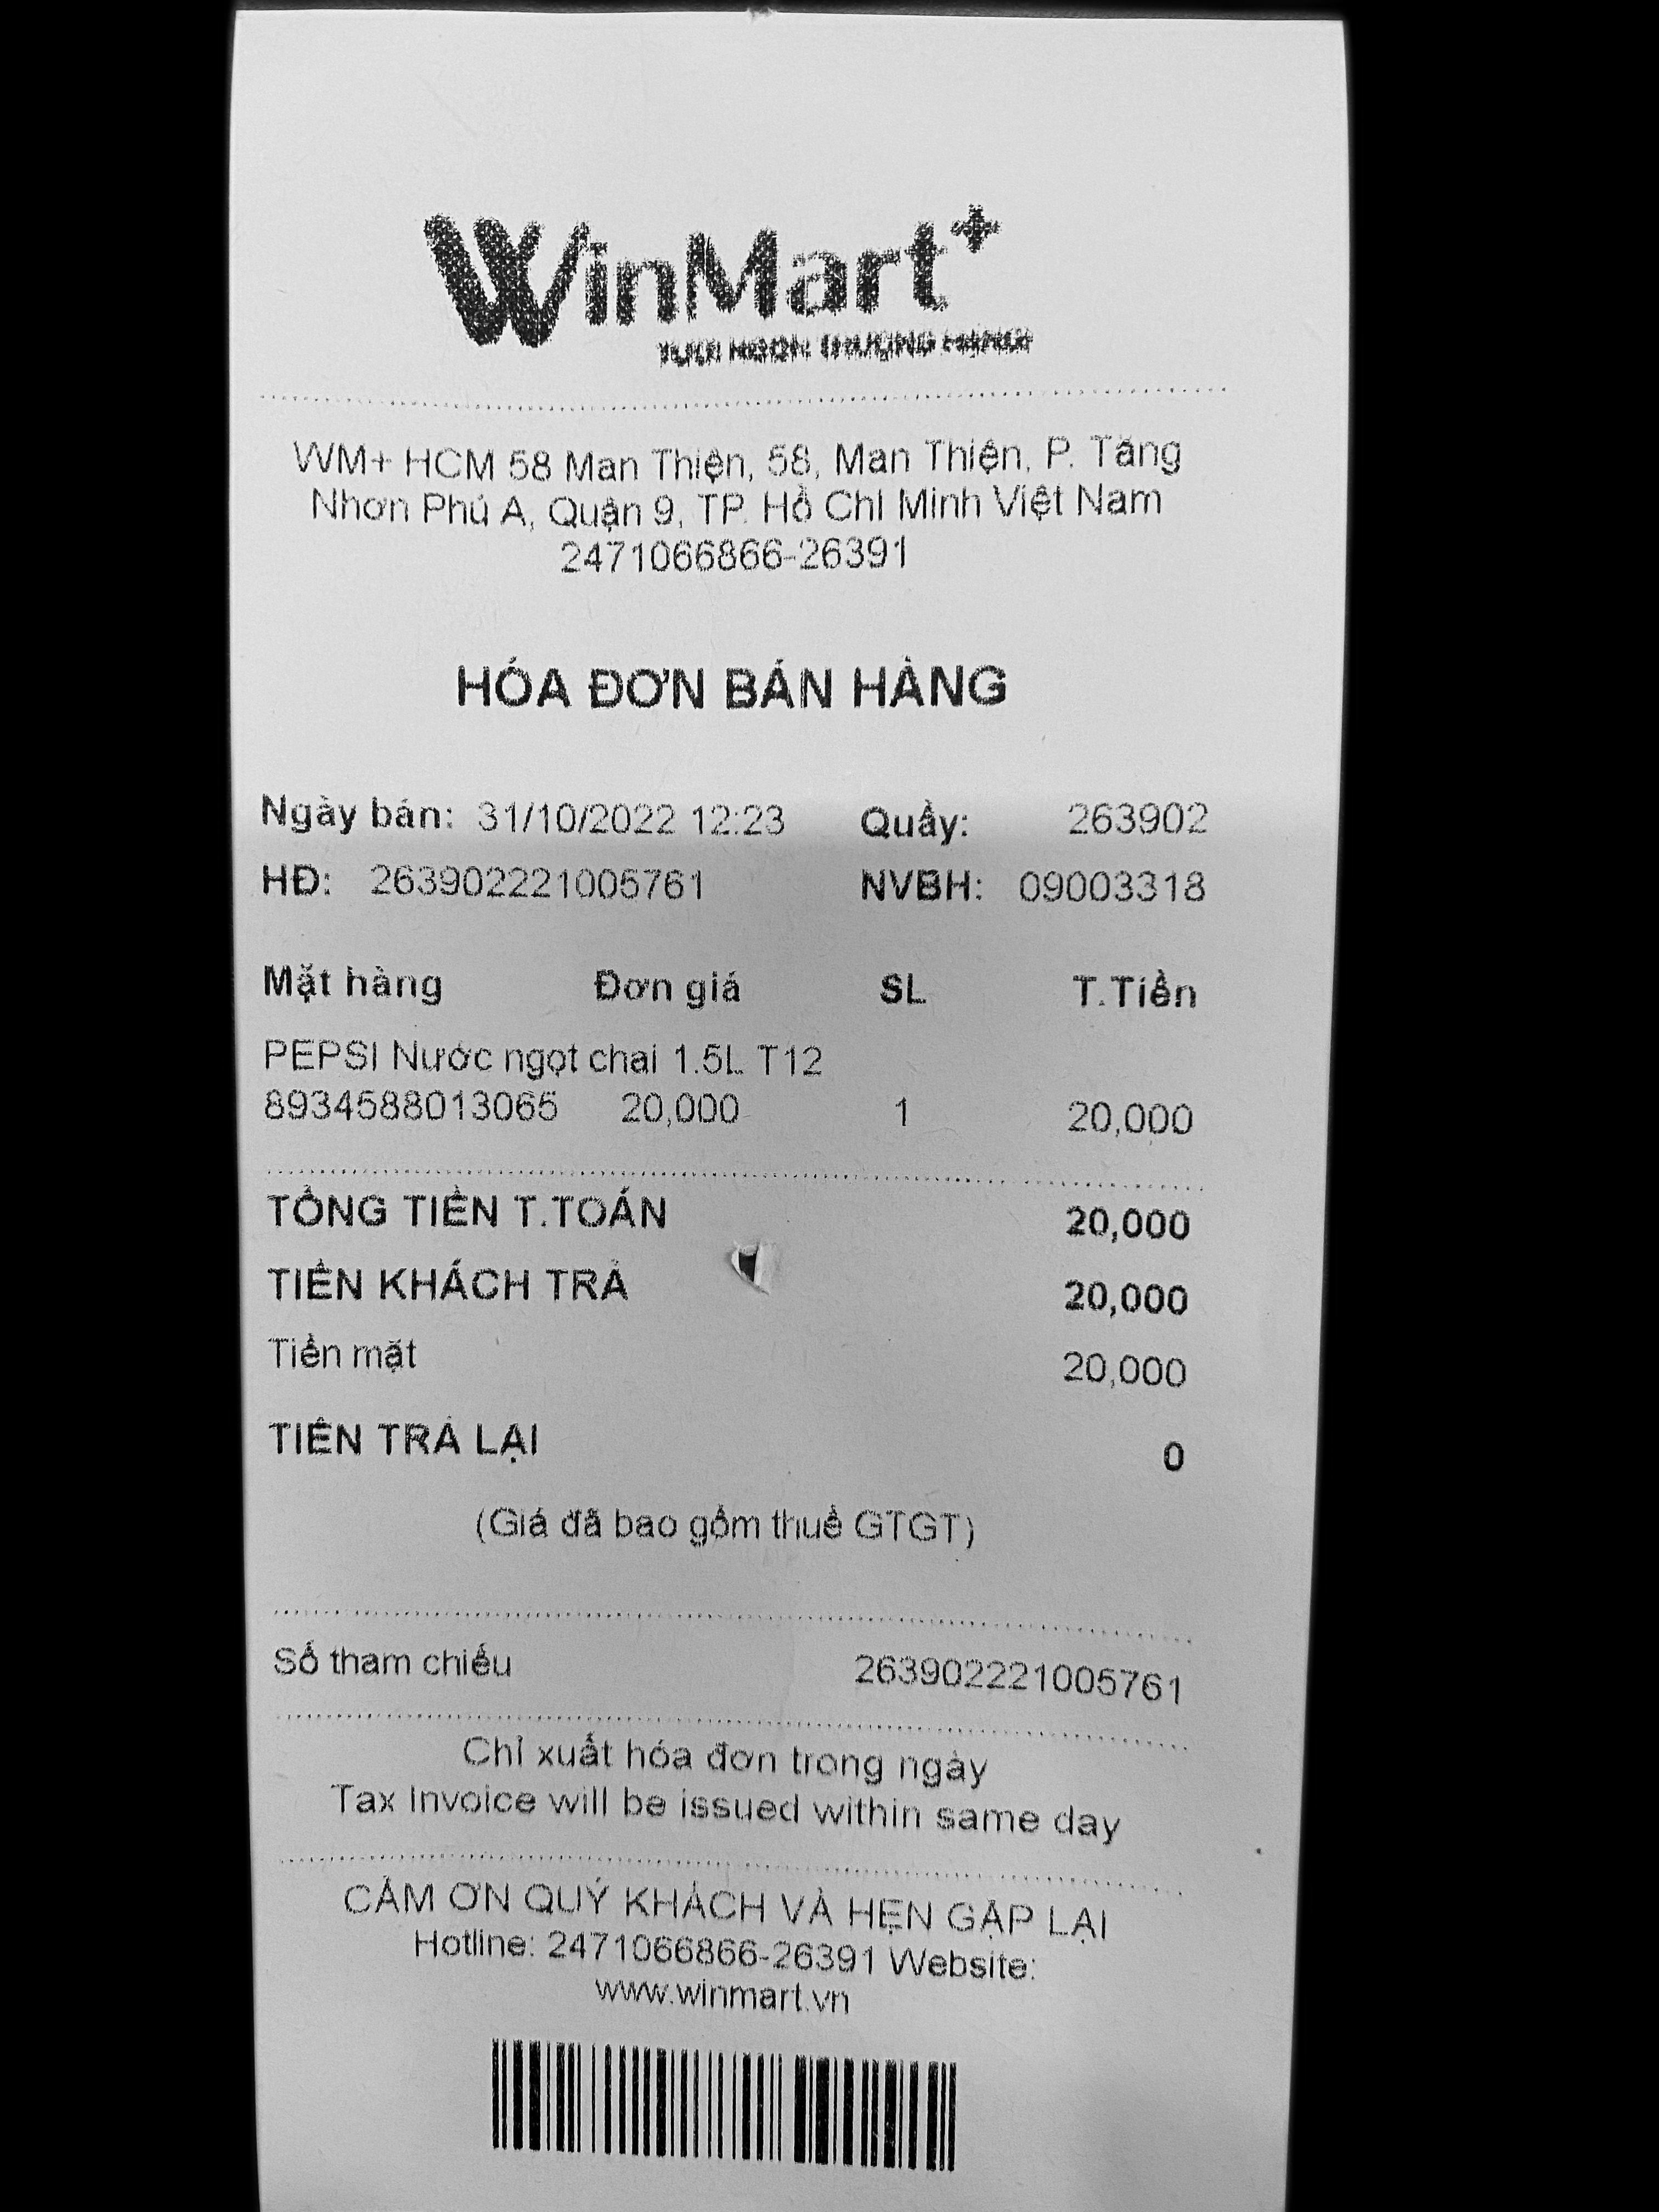 WinMart+
WM+ HCM 58 Man Thiện, 58, Man Thiện, P. Tăng
Nhơn Phú A, Quận 9, TP. Hồ Chí Minh Việt Nam
2471066866-26391
HÓA ĐƠN BÁN HÀNG
Ngày bán: 31/10/2022 12:23 Quầy: 263902
HĐ: 263902221005761 NVBH: 09003318
Mặt hàng Đơn giá SL T.Tiền
PEPSI Nước ngọt chai 1.5L T12
8934588013065 20,000 1 20,000
TỔNG TIỀN T.TOÁN 20,000
TIỀN KHÁCH TRẢ 20,000
Tiền mặt 20,000
TIỀN TRẢ LẠI 0
(Giá đã bao gồm thuế GTGT)
Số tham chiếu 263902221005761
Chỉ xuất hóa đơn trong ngày
Tax Invoice will be issued within same day
CẢM ƠN QUÝ KHÁCH VÀ HẸN GẶP LẠI
Hotline: 2471066866-26391 Website:
www.winmart.vn